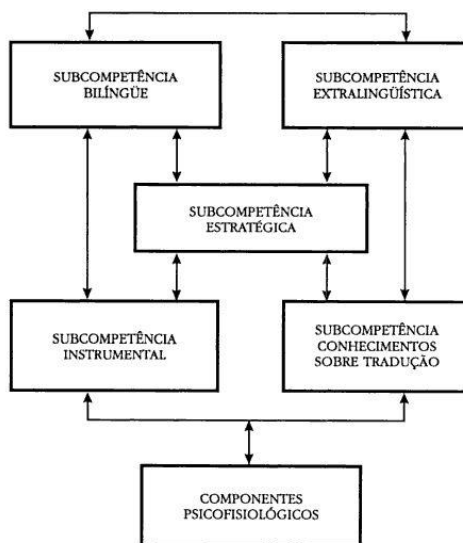 SUBCOMPETÊNCIA
BILÍNGÜE
SUBCOMPETÊNCIA
EXTRALINGÜÍSTICA
SUBCOMPETÊNCIA
ESTRATÉGICA
SUBCOMPETÊNCIA
INSTRUMENTAL
SUBCOMPETÊNCIA
CONHECIMENTOS
SOBRE TRADUÇÃO
COMPONENTES
PSICOFISIOLÓGICOS